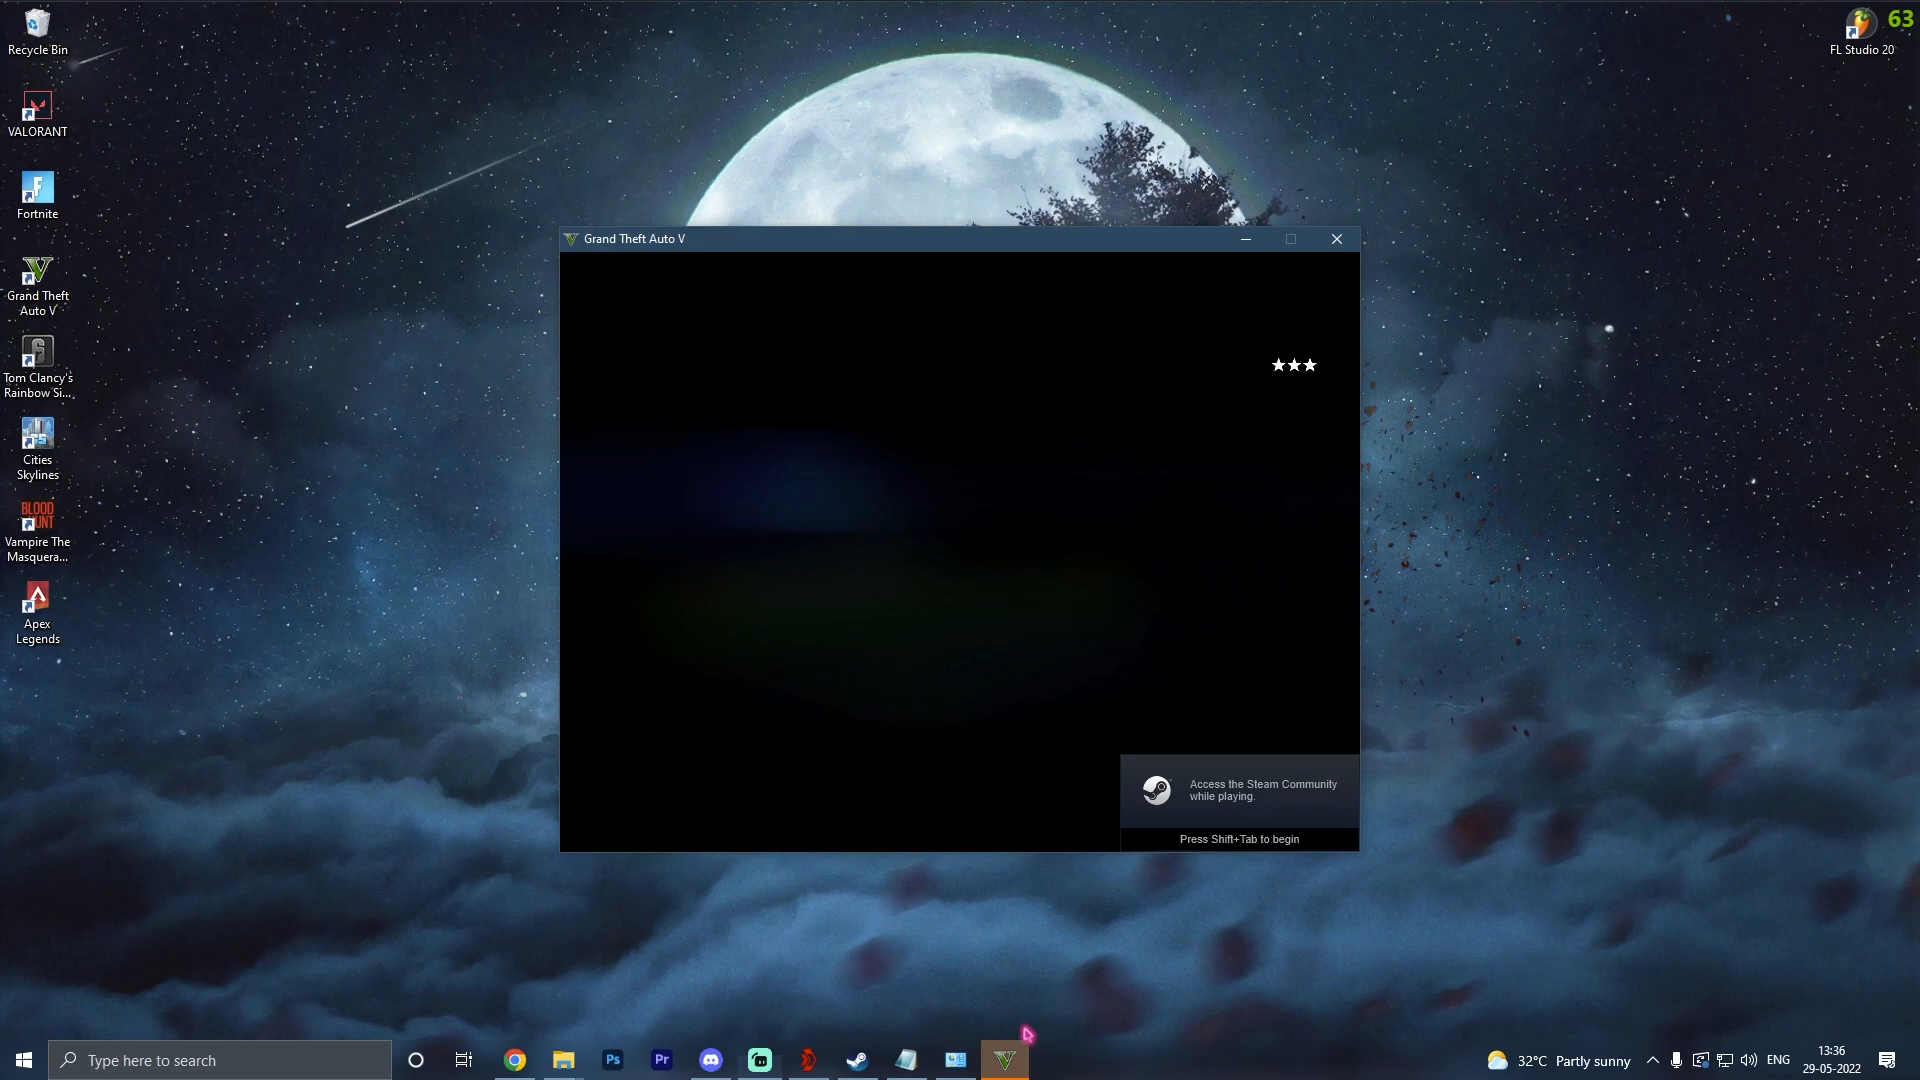 Recycle Bin
VALORANT
Fortnite
Grand Theft
Auto V
Tom Clancy's
Rainbow Si...
Cities
Skylines
BLOOD
HUNT
Vampire The
Masquera...
Apex
Legends
63
FL Studio 20
Grand Theft Auto V
Access the Steam Community
while playing.
Press Shift+Tab to begin
Type here to search
Ps
Pr
32°C Partly sunny
ENG
13:36
29-05-2022